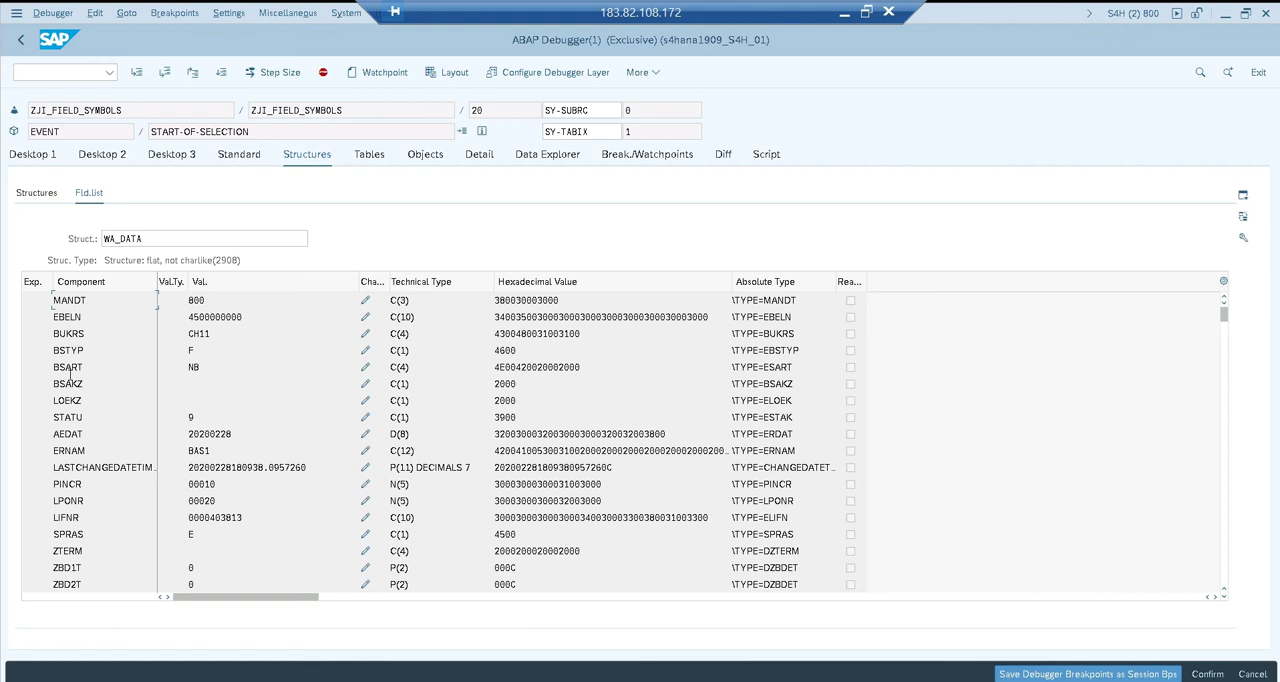 Debugger Edit Goto Breakpoints Settings Miscellaneous System 183.82.108.172 S4H (2) 800
SAP ABAP Debugger(1) (Exclusive) (s4hana1909_S4H_01)
Step Size Watchpoint Layout Configure Debugger Layer More Exit
ZJI_FIELD_SYMBOLS / ZJI_FIELD_SYMBOLS / 20 SY-SUBRC 0
EVENT / START-OF-SELECTION SY-TABIX 1
Desktop 1 Desktop 2 Desktop 3 Standard Structures Tables Objects Detail Data Explorer Break./Watchpoints Diff Script
Structures Fld.list
Struct.: WA_DATA
Struc. Type: Structure: flat, not charlike(2908)
Exp. Component Val.Ty. Val. Cha... Technical Type Hexadecimal Value Absolute Type Rea...
MANDT 800 C(3) 380030003000 \TYPE=MANDT
EBELN 4500000000 C(10) 3400350030003000300030003000300030003000 \TYPE=EBELN
BUKRS CH11 C(4) 4300480031003100 \TYPE=BUKRS
BSTYP F C(1) 4600 \TYPE=EBSTYP
BSART NB C(4) 4E00420020002000 \TYPE=ESART
BSAKZ C(1) 2000 \TYPE=BSAKZ
LOEKZ C(1) 2000 \TYPE=ELOEK
STATU 9 C(1) 3900 \TYPE=ESTAK
AEDAT 20200228 D(8) 32003000320030003000320032003800 \TYPE=ERDAT
ERNAM BAS1 C(12) 420041005300310020002000200020002000200020002000... \TYPE=ERNAM
LASTCHANGEDATETIM... 20200228180938.0957260 P(11) DECIMALS 7 202002281809380957260C \TYPE=CHANGEDATET...
PINCR 00010 N(5) 30003000300031003000 \TYPE=PINCR
LPONR 00020 N(5) 30003000300032003000 \TYPE=LPONR
LIFNR 0000403813 C(10) 3000300030003000340030003300380031003300 \TYPE=ELIFN
SPRAS E C(1) 4500 \TYPE=SPRAS
ZTERM C(4) 2000200020002000 \TYPE=DZTERM
ZBD1T 0 P(2) 000C \TYPE=DZBDET
ZBD2T 0 P(2) 000C \TYPE=DZBDET
Save Debugger Breakpoints as Session Bps Confirm Cancel